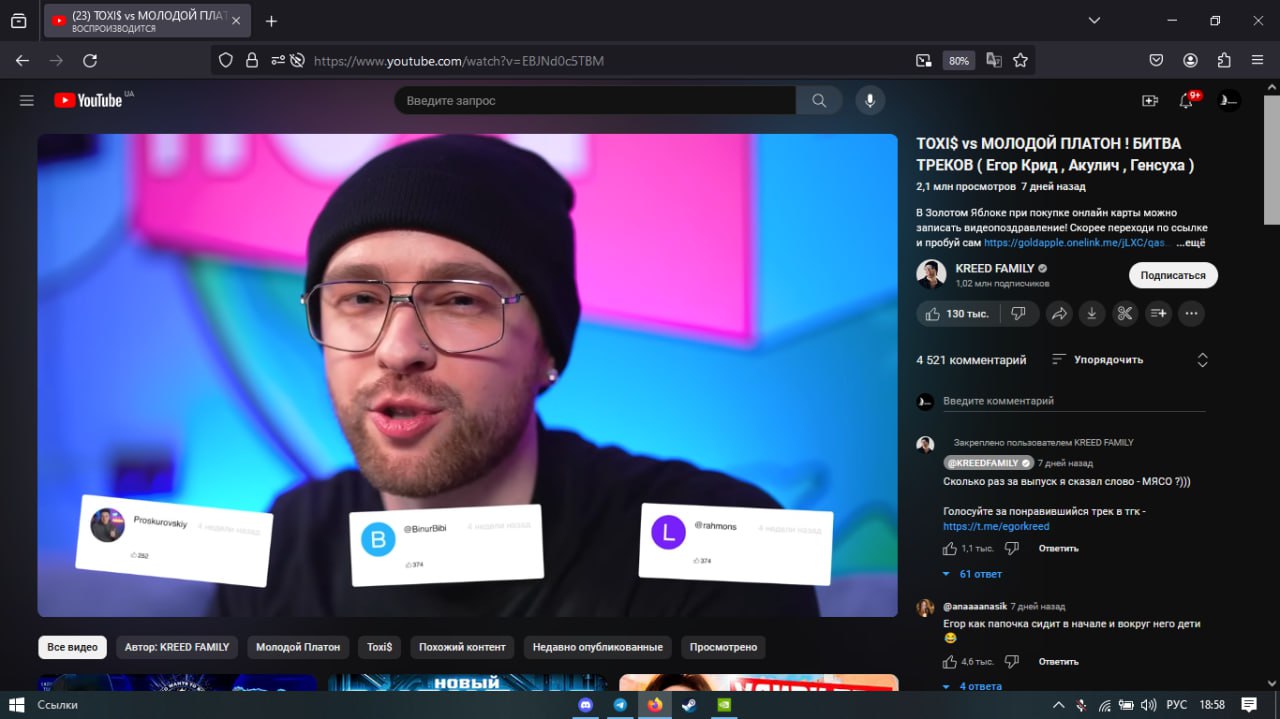 (23) TOXI$ vs МОЛОДОЙ ПЛАТ
ВОСПРОИЗВОДИТСЯ
https://www.youtube.com/watch?v=EBJNd0c5TBM
80%
YouTube UA
Введите запрос
9+
TOXI$ vs МОЛОДОЙ ПЛАТОН ! БИТВА
ТРЕКОВ ( Егор Крид , Акулич , Генсуха )
2,1 млн просмотров 7 дней назад
В Золотом Яблоке при покупке онлайн карты можно
записать видеопоздравление! Скорее переходи по ссылке
и пробуй сам https://goldapple.onelink.me/jLXC/qas... ...ещё
KREED FAMILY
1,02 млн подписчиков
Подписаться
130 тыс.
4 521 комментарий
Упорядочить
Введите комментарий
Закреплено пользователем KREED FAMILY
@KREEDFAMILY 7 дней назад
Сколько раз за выпуск я сказал слово - МЯСО ?)))
Голосуйте за понравившийся трек в тгк -
https://t.me/egorkreed
1,1 тыс.
Ответить
61 ответ
@anaaaanasik 7 дней назад
Егор как папочка сидит в начале и вокруг него дети
4,6 тыс.
Ответить
4 ответа
Proskurovskiy 4 недели назад
282
B
@BinurBibi 4 недели назад
374
L
@rahmons 4 недели назад
374
Все видео
Автор: KREED FAMILY
Молодой Платон
Toxi$
Похожий контент
Недавно опубликованные
Просмотрено
НОВЫЙ
Ссылки
РУС
18:58